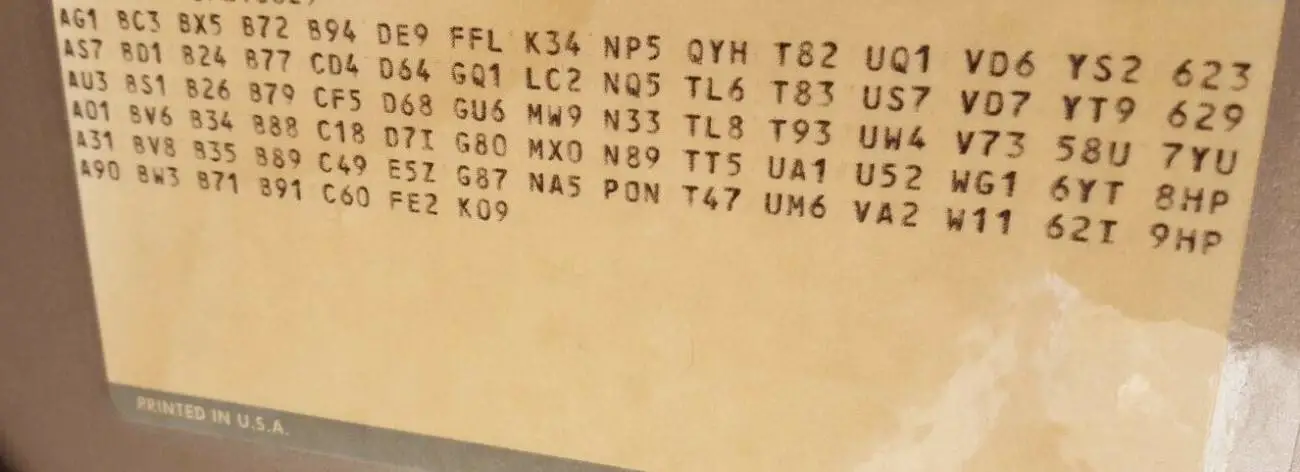 AG1 BC3 BX5 B72 B94 DE9 FFL K34 NP5 QYH T82 UQ1 VD6 YS2 623
AS7 BD1 B24 B77 CD4 D64 GQ1 LC2 NQ5 TL6 T83 US7 VD7 YT9 629
AU3 BS1 B26 B79 CF5 D68 GU6 MW9 N33 TL8 T93 UW4 V73 58U 7YU
A01 BV6 B34 B88 C18 D7I G80 MX0 N89 TT5 UA1 U52 WG1 6YT 8HP
A31 BV8 B35 B89 C49 E5Z G87 NA5 PON T47 UM6 VA2 W11 62I 9HP
A90 BW3 B71 B91 C60 FE2 K09
PRINTED IN U.S.A.